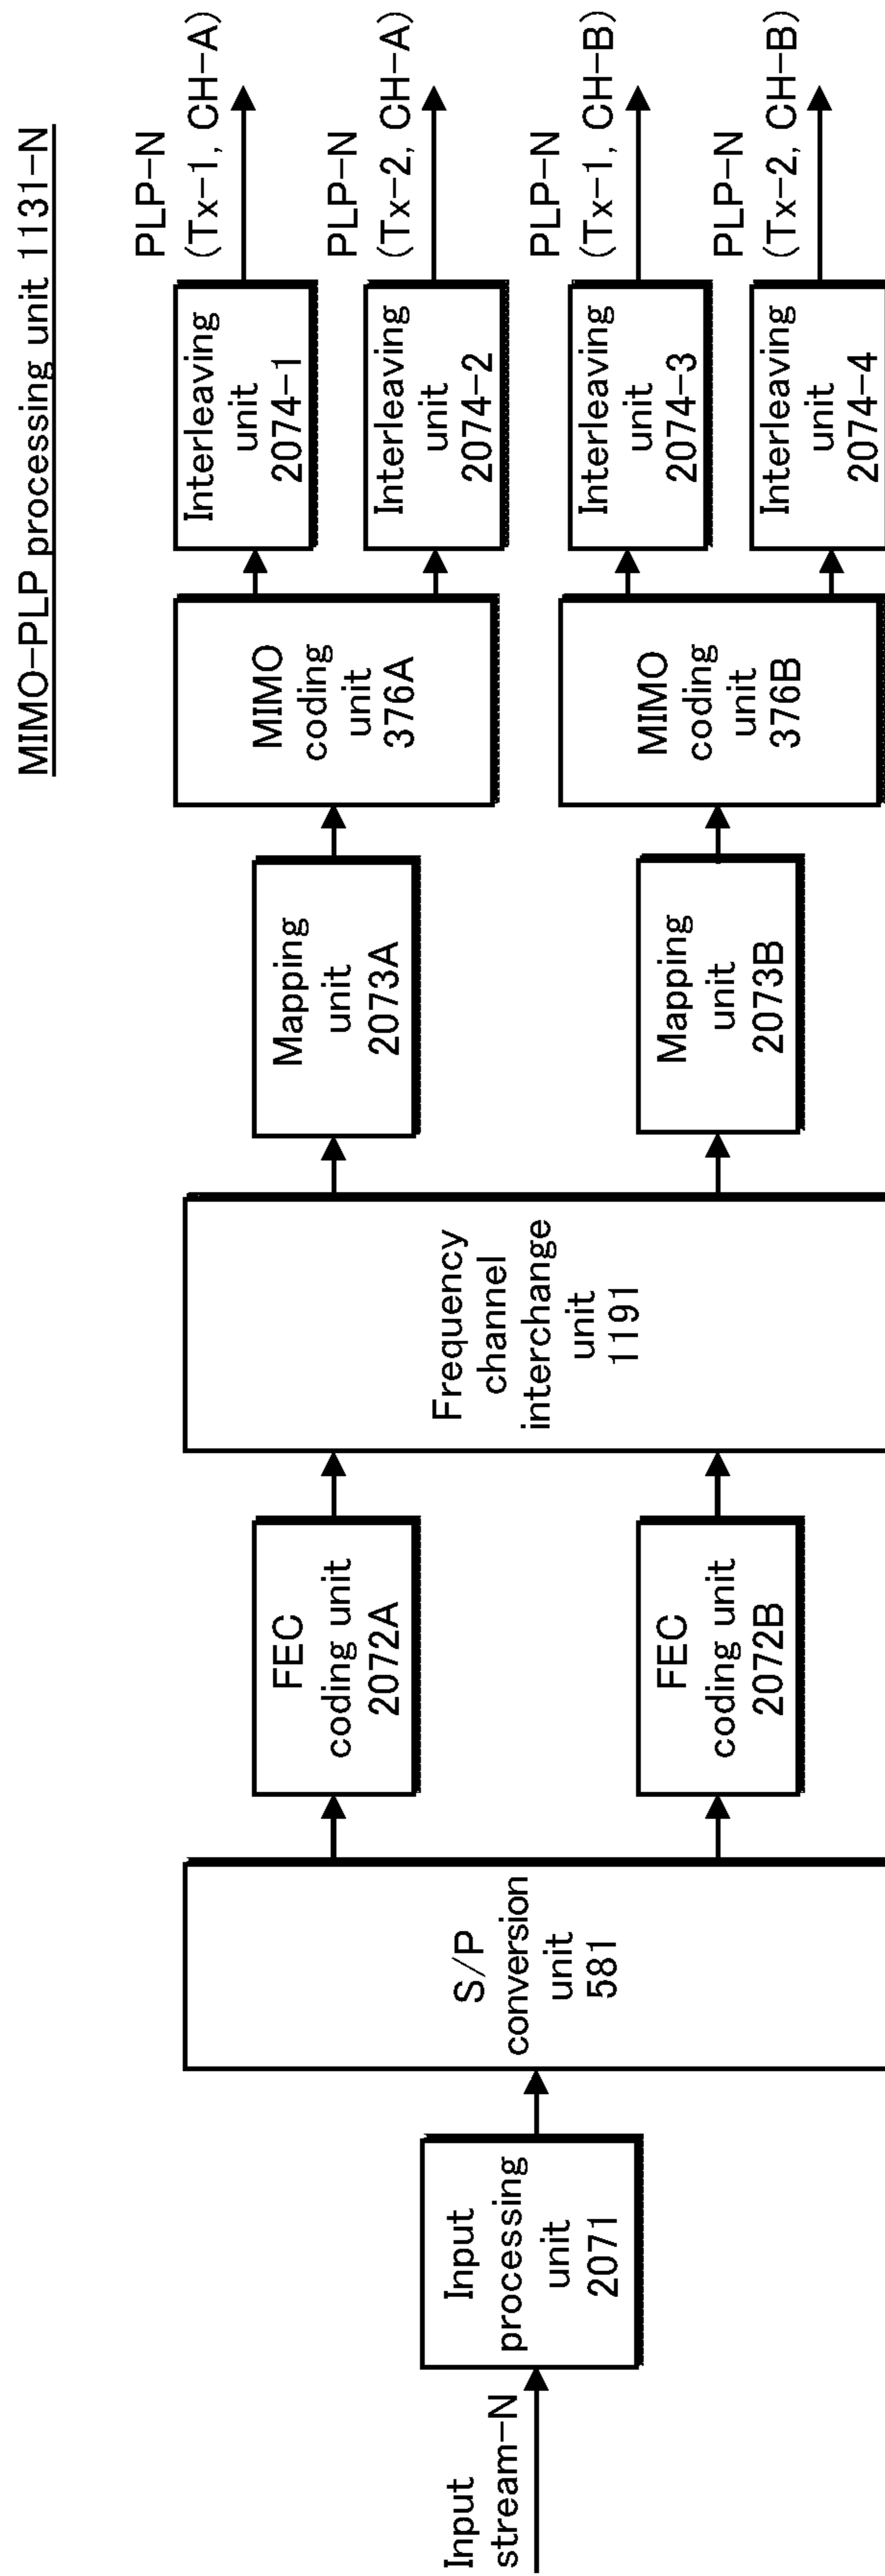 MIMO-PLP processing unit 1131-N
Input
stream-N
Input
processing
unit
2071
S/P
conversion
unit
581
FEC
coding unit
2072A
FEC
coding unit
2072B
Frequency
channel
interchange
unit
1191
Mapping
unit
2073A
Mapping
unit
2073B
MIMO
coding
unit
376A
MIMO
coding
unit
376B
Interleaving
unit
2074-1
Interleaving
unit
2074-2
Interleaving
unit
2074-3
Interleaving
unit
2074-4
PLP-N
(Tx-1, CH-A)
PLP-N
(Tx-2, CH-A)
PLP-N
(Tx-1, CH-B)
PLP-N
(Tx-2, CH-B)